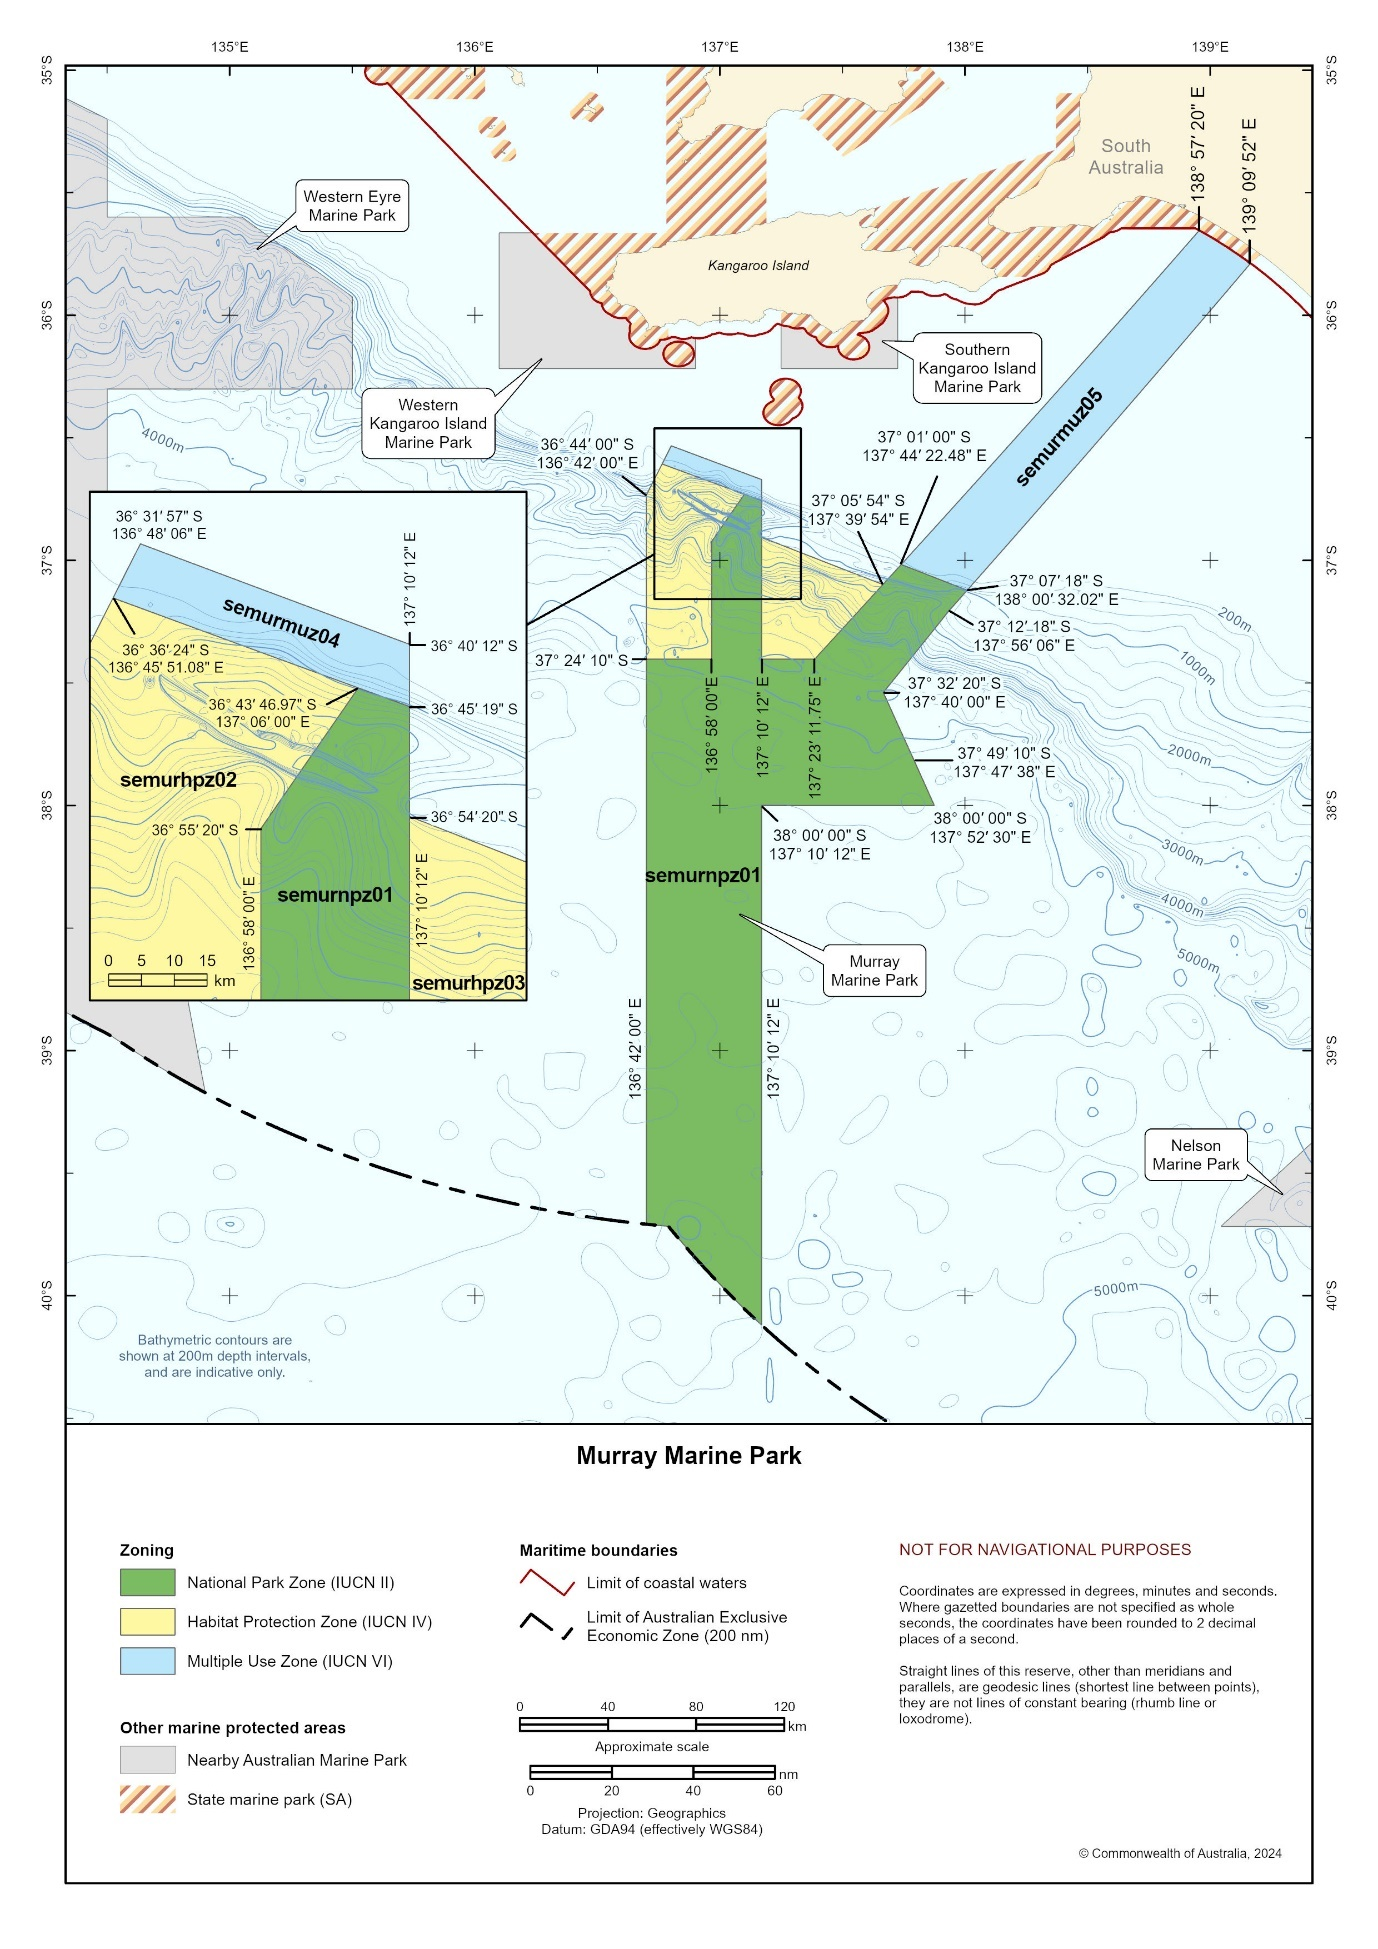 135°E
136°E
137°E
138°E
139°E
35°S
35°S
138° 57′ 20" E
139° 09′ 52" E
South
Australia
Western Eyre
Marine Park
Kangaroo Island
36°S
36°S
Southern
Kangaroo Island
Marine Park
Western
Kangaroo Island
Marine Park
4000m
semurmuz05
36° 44′ 00" S
136° 42′ 00" E
37° 01′ 00" S
137° 44′ 22.48" E
37° 05′ 54" S
137° 39′ 54" E
36° 31′ 57" S
136° 48′ 06" E
137° 10′ 12" E
semurmuz04
36° 40′ 12" S
36° 36′ 24" S
136° 45′ 51.08" E
36° 43′ 46.97" S
137° 06′ 00" E
36° 45′ 19" S
semurhpz02
36° 54′ 20" S
36° 55′ 20" S
136° 58′ 00" E
137° 10′ 12" E
semurnpz01
0 5 10 15
km
semurhpz03
37°S
37°S
37° 07′ 18" S
138° 00′ 32.02" E
37° 12′ 18" S
137° 56′ 06" E
200m
1000m
2000m
3000m
4000m
5000m
37° 24′ 10" S
136° 58′ 00"E
137° 10′ 12" E
137° 23′ 11.75" E
37° 32′ 20" S
137° 40′ 00" E
37° 49′ 10" S
137° 47′ 38" E
38°S
38°S
38° 00′ 00" S
137° 52′ 30" E
38° 00′ 00" S
137° 10′ 12" E
semurnpz01
Murray
Marine Park
136° 42′ 00" E
137° 10′ 12" E
39°S
39°S
Nelson
Marine Park
40°S
40°S
5000m
Bathymetric contours are
shown at 200m depth intervals,
and are indicative only.
Murray Marine Park
Zoning
National Park Zone (IUCN II)
Habitat Protection Zone (IUCN IV)
Multiple Use Zone (IUCN VI)
Other marine protected areas
Nearby Australian Marine Park
State marine park (SA)
Maritime boundaries
Limit of coastal waters
Limit of Australian Exclusive
Economic Zone (200 nm)
0 40 80 120
km
Approximate scale
nm
0 20 40 60
Projection: Geographics
Datum: GDA94 (effectively WGS84)
NOT FOR NAVIGATIONAL PURPOSES
Coordinates are expressed in degrees, minutes and seconds.
Where gazetted boundaries are not specified as whole
seconds, the coordinates have been rounded to 2 decimal
places of a second.
Straight lines of this reserve, other than meridians and
parallels, are geodesic lines (shortest line between points),
they are not lines of constant bearing (rhumb line or
loxodrome).
© Commonwealth of Australia, 2024